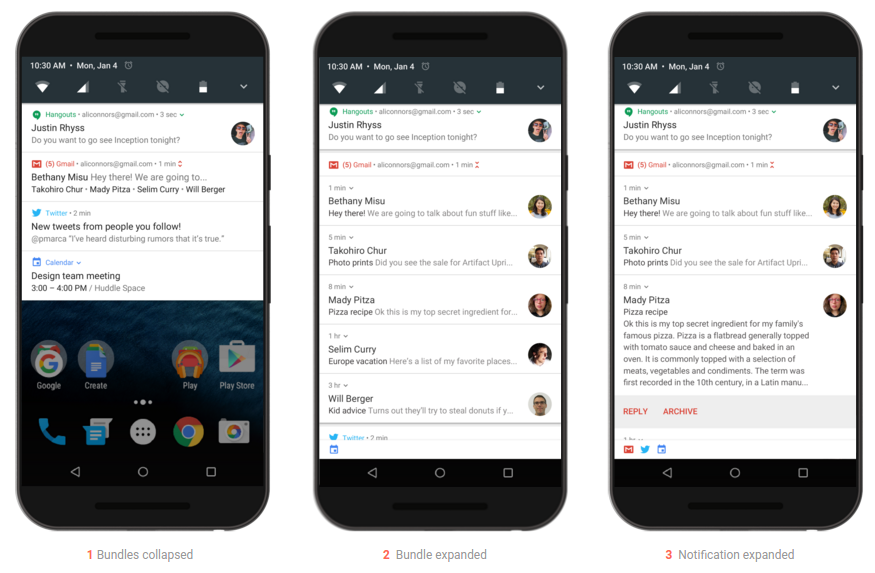 10:30 AM • Mon, Jan 4
Hangouts • aliconnors@gmail.com • 3 sec
Justin Rhyss
Do you want to go see Inception tonight?
(5) Gmail • aliconnors@gmail.com • 1 min
Bethany Misu Hey there! We are going to...
Takohiro Chur • Mady Pitza • Selim Curry • Will Berger
Twitter • 2 min
New tweets from people you follow!
@pmarca “I've heard disturbing rumors that it's true.”
Calendar
Design team meeting
3:00 – 4:00 PM / Huddle Space
Google Create Play Play Store
1 Bundles collapsed
10:30 AM • Mon, Jan 4
Hangouts • aliconnors@gmail.com • 3 sec
Justin Rhyss
Do you want to go see Inception tonight?
(5) Gmail • aliconnors@gmail.com • 1 min
1 min
Bethany Misu
Hey there! We are going to talk about fun stuff like...
5 min
Takohiro Chur
Photo prints Did you see the sale for Artifact Upri...
8 min
Mady Pitza
Pizza recipe Ok this is my top secret ingredient for...
1 hr
Selim Curry
Europe vacation Here's a list of my favorite places...
3 hr
Will Berger
Kid advice Turns out they'll try to steal donuts if y...
Twitter • 2 min
2 Bundle expanded
10:30 AM • Mon, Jan 4
Hangouts • aliconnors@gmail.com • 3 sec
Justin Rhyss
Do you want to go see Inception tonight?
(5) Gmail • aliconnors@gmail.com • 1 min
1 min
Bethany Misu
Hey there! We are going to talk about fun stuff like...
5 min
Takohiro Chur
Photo prints Did you see the sale for Artifact Upri...
8 min
Mady Pitza
Pizza recipe
Ok this is my top secret ingredient for my family's
famous pizza. Pizza is a flatbread generally topped
with tomato sauce and cheese and baked in an
oven. It is commonly topped with a selection of
meats, vegetables and condiments. The term was
first recorded in the 10th century, in a Latin manu...
REPLY ARCHIVE
1 hr
3 Notification expanded